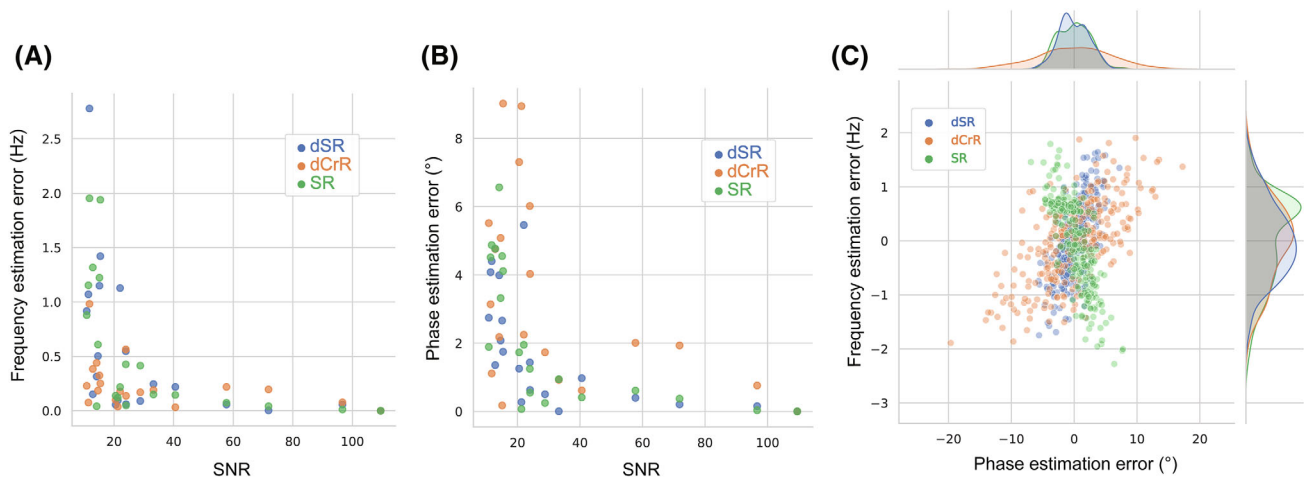 (A)
Frequency estimation error (Hz)
2.5
2.0
1.5
1.0
0.5
0.0
20
40
60
80
100
SNR
dSR
dCrR
SR
(B)
Phase estimation error (°)
8
6
4
2
0
20
40
60
80
100
SNR
dSR
dCrR
SR
(C)
Frequency estimation error (Hz)
2
1
0
−1
−2
−3
−20
−10
0
10
20
Phase estimation error (°)
dSR
dCrR
SR